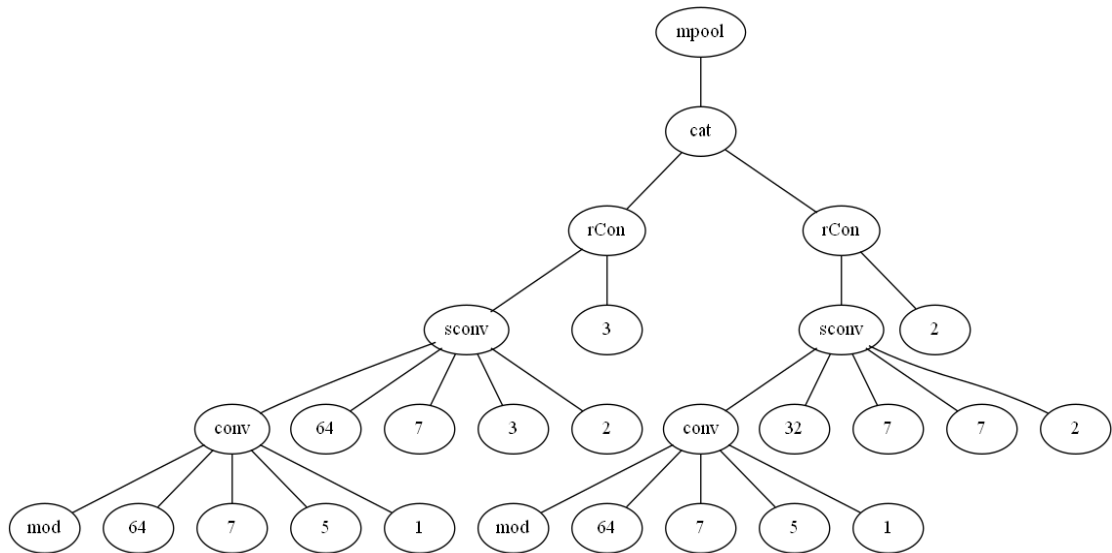 mpool
cat
rCon rCon
sconv 3 sconv 2
conv 64 7 3 2 conv 32 7 7 2
mod 64 7 5 1 mod 64 7 5 1